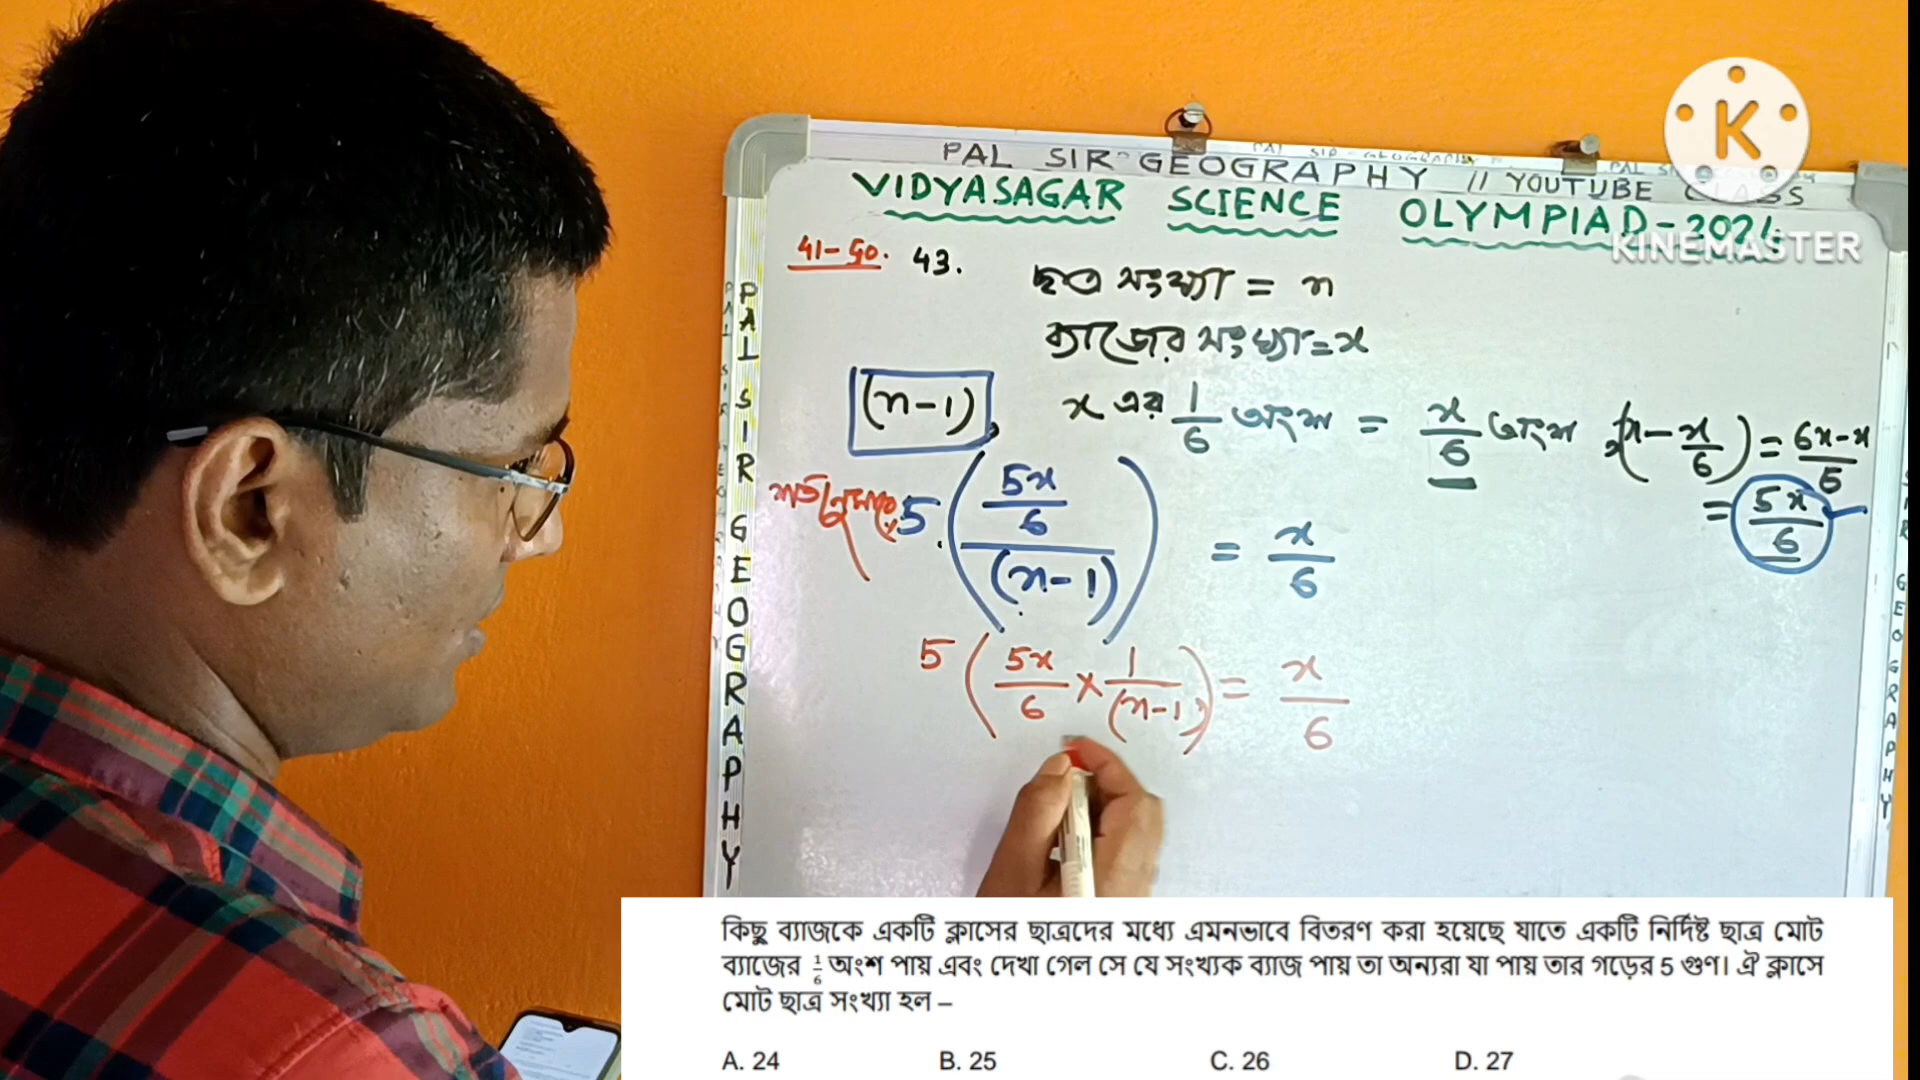 PAL SIR GEOGRAPHY // YOUTUBE CLASS
VIDYASAGAR SCIENCE OLYMPIAD-2024
KINEMASTER
K
41-50. 43. ছাত্র সংখ্যা = n
ব্যাজের সংখ্যা = x
(n-1), x এর 1/6 অংশ = x/6 অংশ, (x - x/6) = (6x-x)/6
= 5x/6
শর্তানুসারে, 5 ((5x/6)/(n-1)) = x/6
5 (5x/6 × 1/(n-1)) = x/6
PAL SIR GEOGRAPHY
কিছু ব্যাজকে একটি ক্লাসের ছাত্রদের মধ্যে এমনভাবে বিতরণ করা হয়েছে যাতে একটি নির্দিষ্ট ছাত্র মোট
ব্যাজের 1/6 অংশ পায় এবং দেখা গেল সে যে সংখ্যক ব্যাজ পায় তা অন্যরা যা পায় তার গড়ের 5 গুণ। ঐ ক্লাসে
মোট ছাত্র সংখ্যা হল –
A. 24 B. 25 C. 26 D. 27